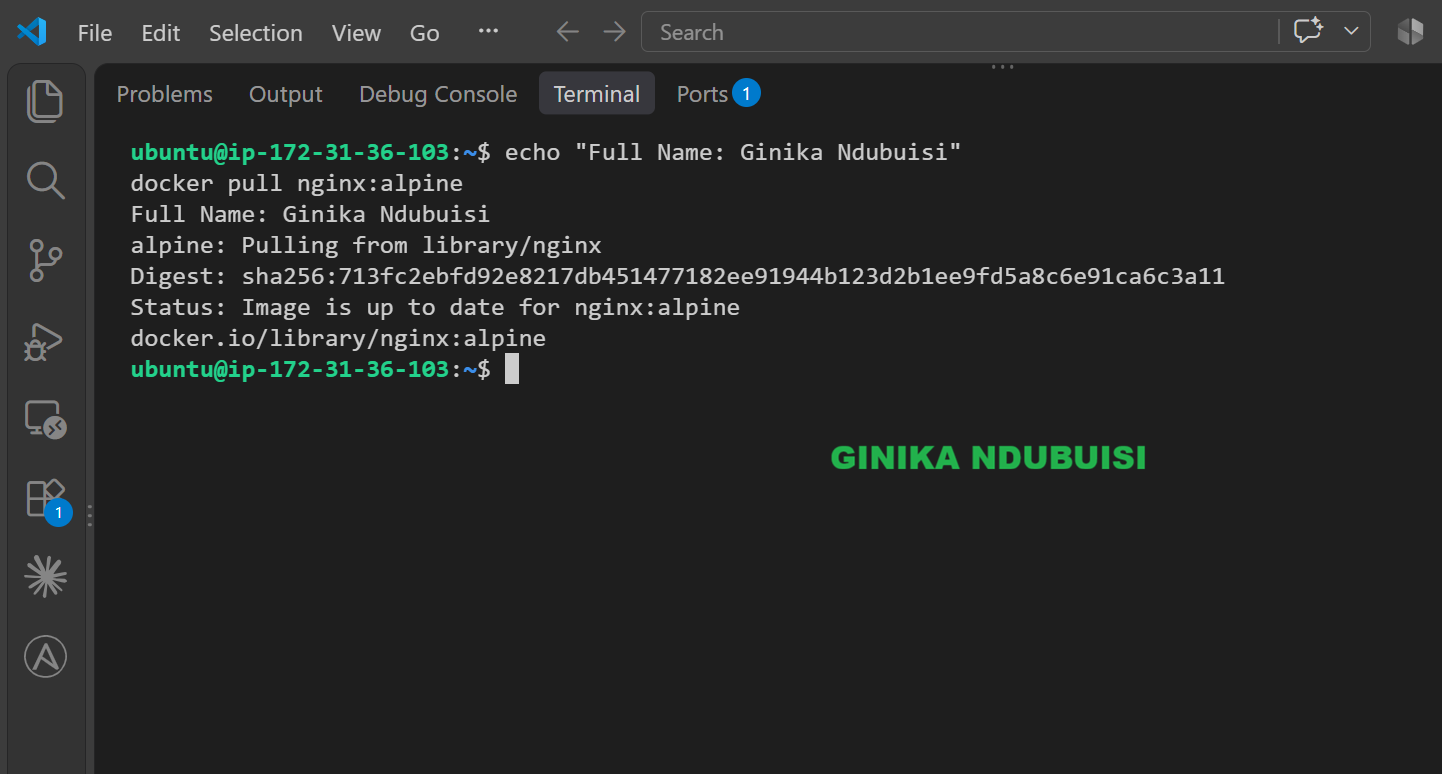 File Edit Selection View Go ··· Search
Problems Output Debug Console Terminal Ports 1
ubuntu@ip-172-31-36-103:~$ echo "Full Name: Ginika Ndubuisi"
docker pull nginx:alpine
Full Name: Ginika Ndubuisi
alpine: Pulling from library/nginx
Digest: sha256:713fc2ebfd92e8217db451477182ee91944b123d2b1ee9fd5a8c6e91ca6c3a11
Status: Image is up to date for nginx:alpine
docker.io/library/nginx:alpine
ubuntu@ip-172-31-36-103:~$
GINIKA NDUBUISI
1